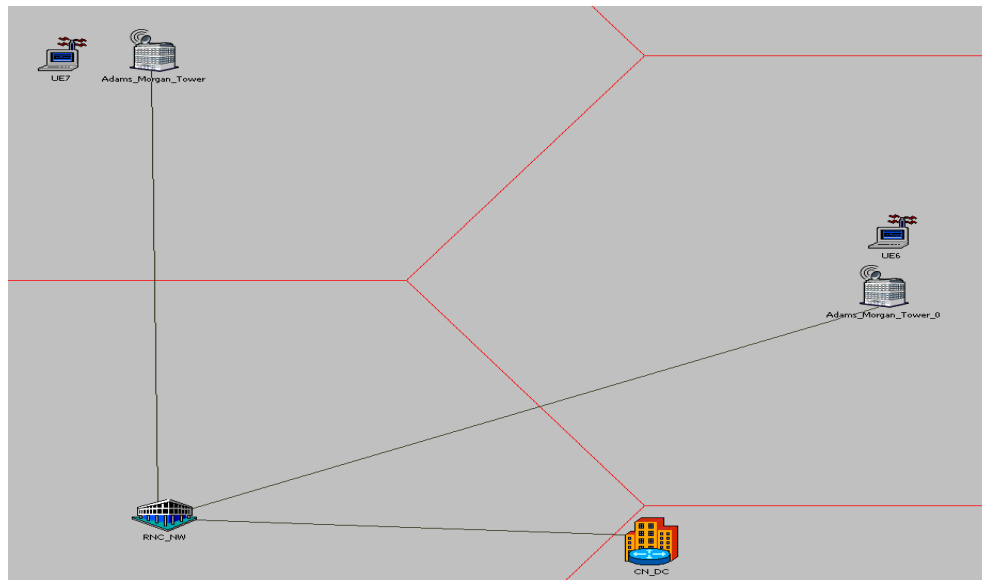 UE7
Adams_Morgan_Tower
UE6
Adams_Morgan_Tower_0
RNC_NW
CN_DC